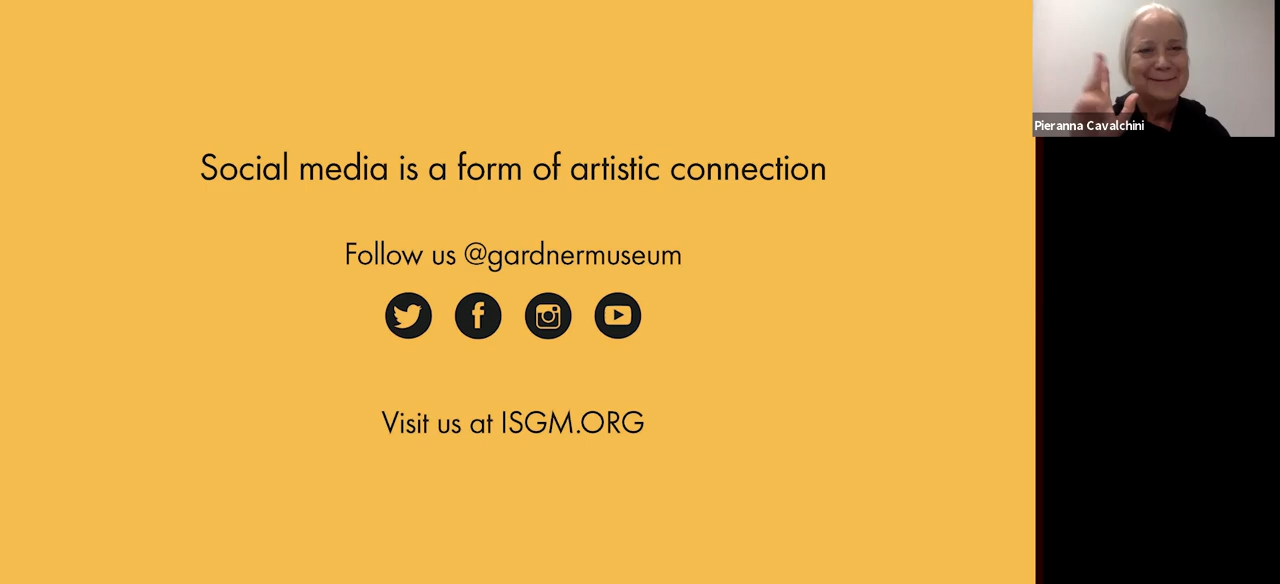 Social media is a form of artistic connection
Follow us @gardnermuseum
Visit us at ISGM.ORG
Pieranna Cavalchini